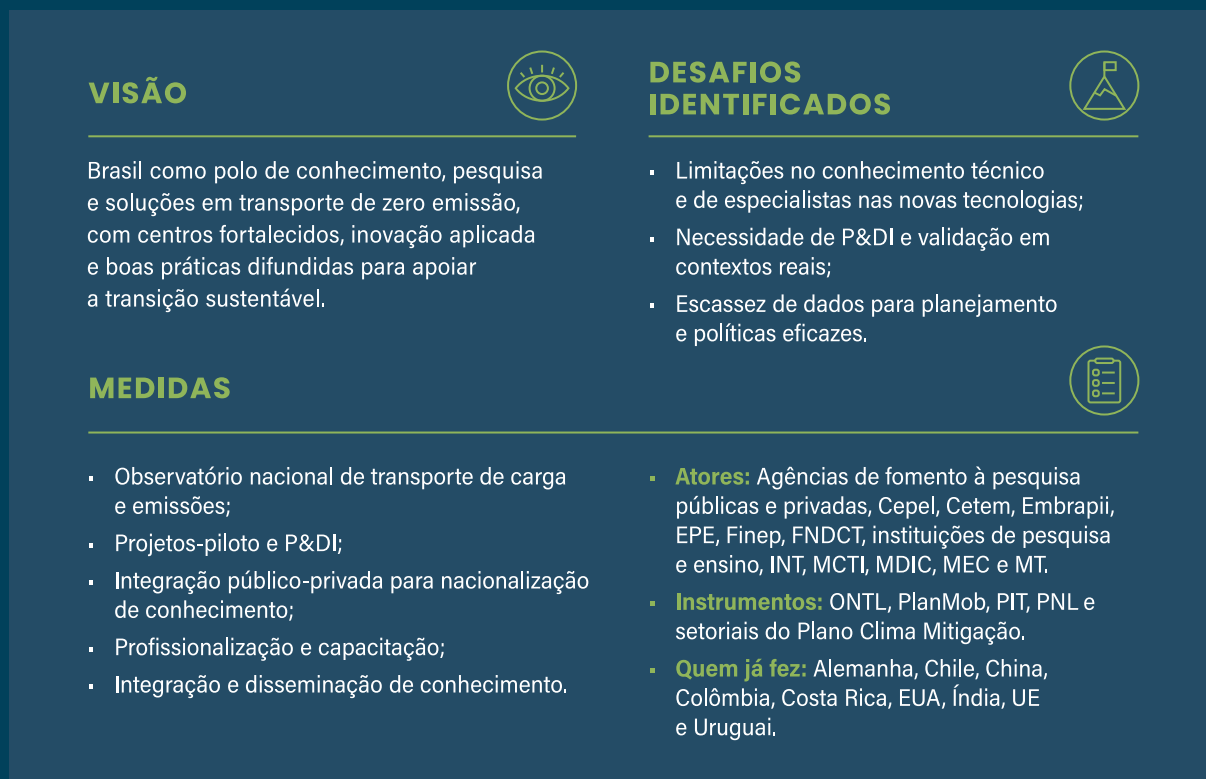 VISÃO
Brasil como polo de conhecimento, pesquisa
e soluções em transporte de zero emissão,
com centros fortalecidos, inovação aplicada
e boas práticas difundidas para apoiar
a transição sustentável.
DESAFIOS
IDENTIFICADOS
▪ Limitações no conhecimento técnico
e de especialistas nas novas tecnologias;
▪ Necessidade de P&DI e validação em
contextos reais;
▪ Escassez de dados para planejamento
e políticas eficazes.
MEDIDAS
▪ Observatório nacional de transporte de carga
e emissões;
▪ Projetos-piloto e P&DI;
▪ Integração público-privada para nacionalização
de conhecimento;
▪ Profissionalização e capacitação;
▪ Integração e disseminação de conhecimento.
▪ Atores: Agências de fomento à pesquisa
públicas e privadas, Cepel, Cetem, Embrapii,
EPE, Finep, FNDCT, instituições de pesquisa
e ensino, INT, MCTI, MDIC, MEC e MT.
▪ Instrumentos: ONTL, PlanMob, PIT, PNL e
setoriais do Plano Clima Mitigação.
▪ Quem já fez: Alemanha, Chile, China,
Colômbia, Costa Rica, EUA, Índia, UE
e Uruguai.